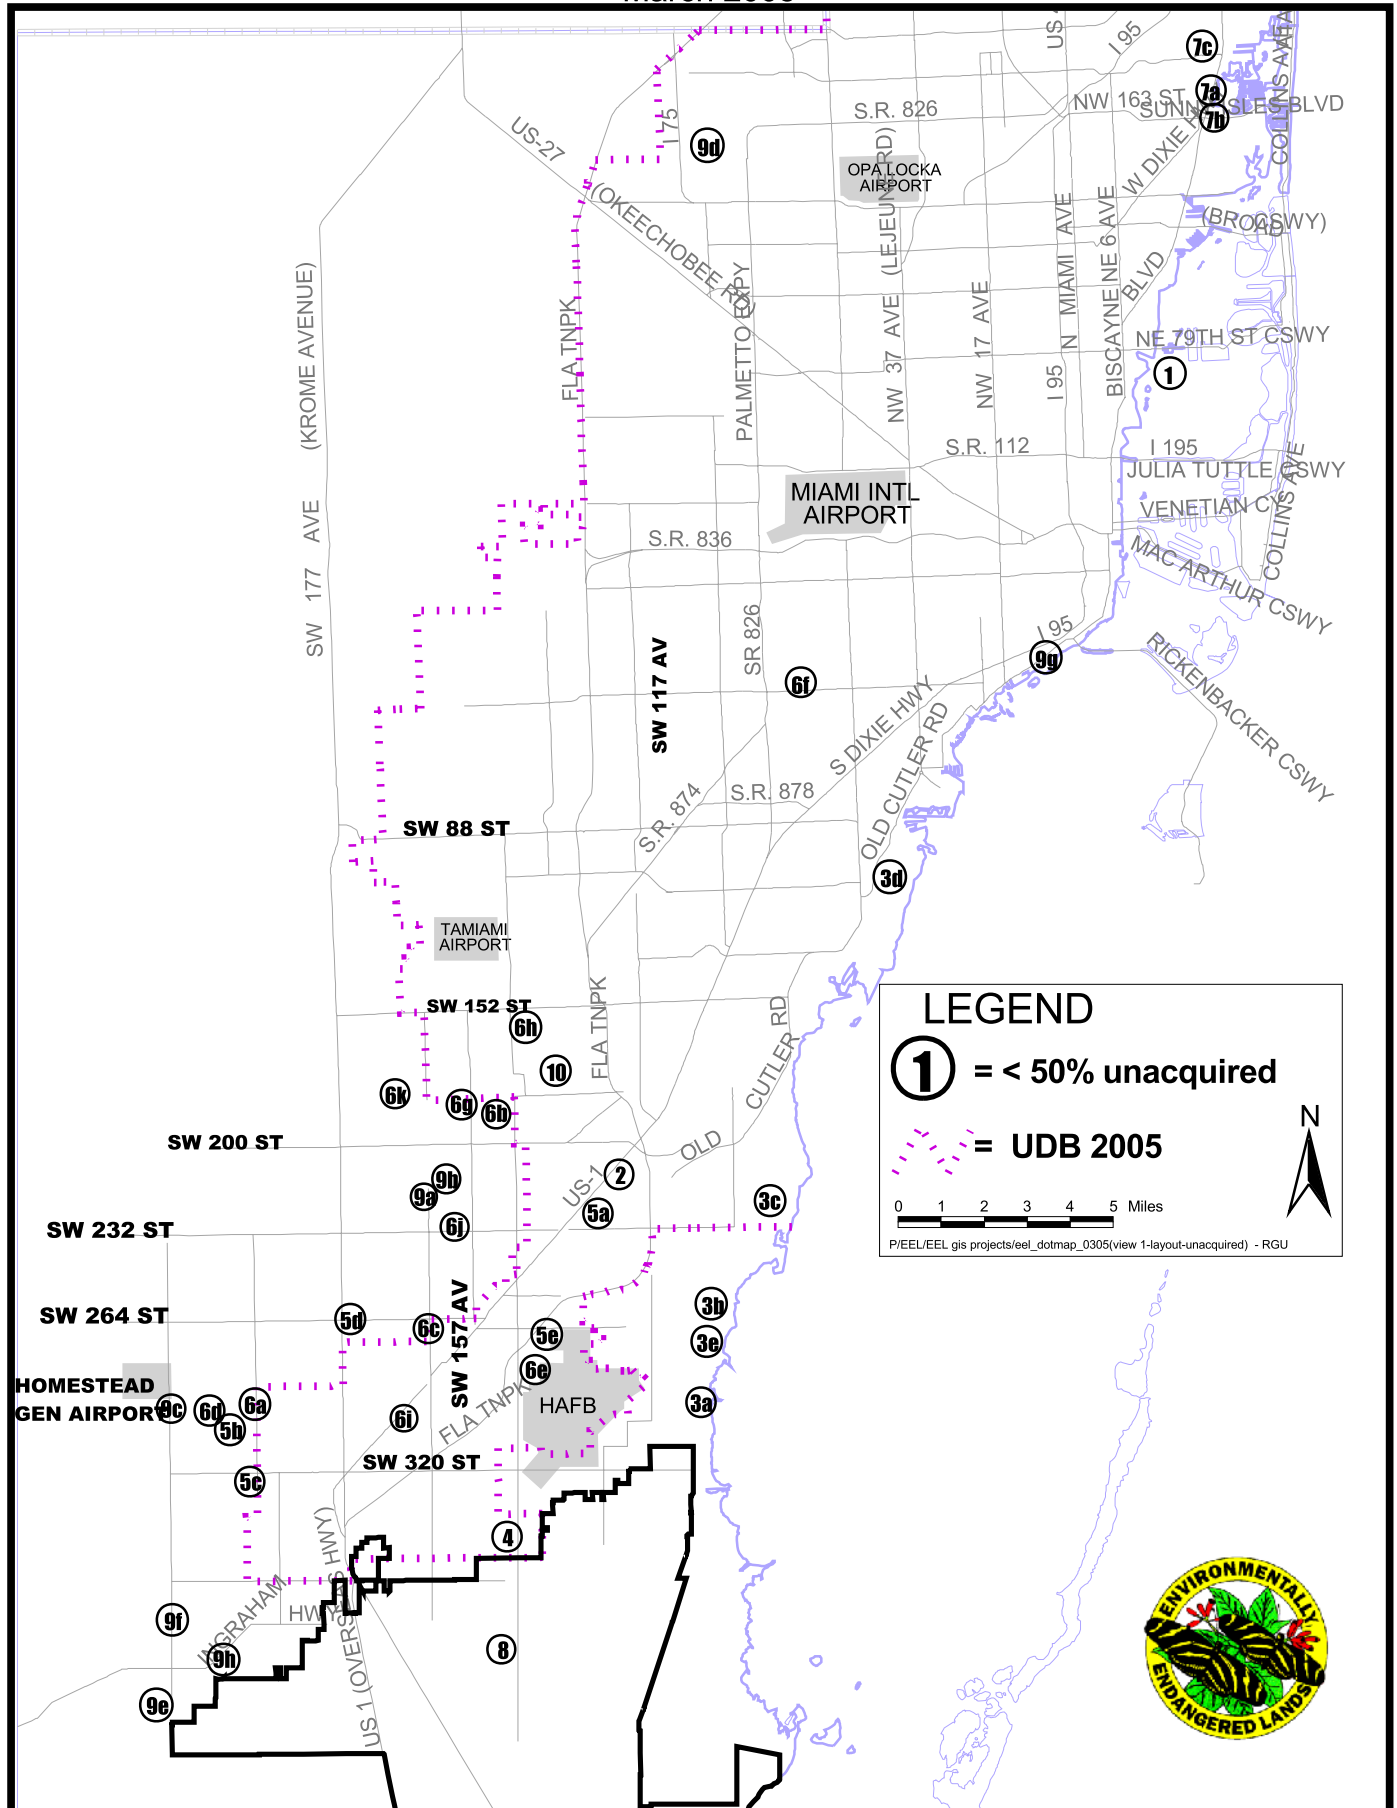 7c
US
I 95
COLLINS AVE
7a
NW 163 ST
SUNN SLES BLVD
7b
S.R. 826
I 75
9d
US-27
OPA LOCKA
AIRPORT
W DIXIE H
(OKEECHOBEE RD)
(BROAD CSWY)
(KROME AVENUE)
SW 177 AVE
FLA TNPK
PALMETTO EXPY
NW 37 AVE (LEJEUNE RD)
NW 17 AVE
N MIAMI AVE
I 95
NE 6 AVE
BISCAYNE BLVD
NE 79TH ST CSWY
1
S.R. 112
I 195
JULIA TUTTLE CSWY
COLLINS AVE
MIAMI INTL
AIRPORT
VENETIAN CY
S.R. 836
MAC ARTHUR CSWY
SR 826
SW 117 AV
I 95
9g
6f
RICKENBACKER CSWY
S DIXIE HWY
OLD CUTLER RD
S.R. 874
S.R. 878
SW 88 ST
3d
TAMIAMI
AIRPORT
SW 152 ST
6h
FLA TNPK
CUTLER RD
OLD
10
6k
6g
6b
SW 200 ST
9b
9a
2
US-1
5a
3c
6j
SW 232 ST
LEGEND
1 = < 50% unacquired
N
= UDB 2005
0 1 2 3 4 5 Miles
P/EEL/EEL gis projects/eel_dotmap_0305(view 1-layout-unacquired) - RGU
SW 264 ST
5d
6c
SW 157 AV
5e
3b
3e
6e
HOMESTEAD
GEN AIRPORT
9c
6d
5b
6a
6i
FLA TNPK
HAFB
3a
SW 320 ST
5c
4
US 1 (OVERSEAS HWY)
INGRAHAM
HWY
9f
9h
8
9e
ENVIRONMENTALLY
ENDANGERED LANDS